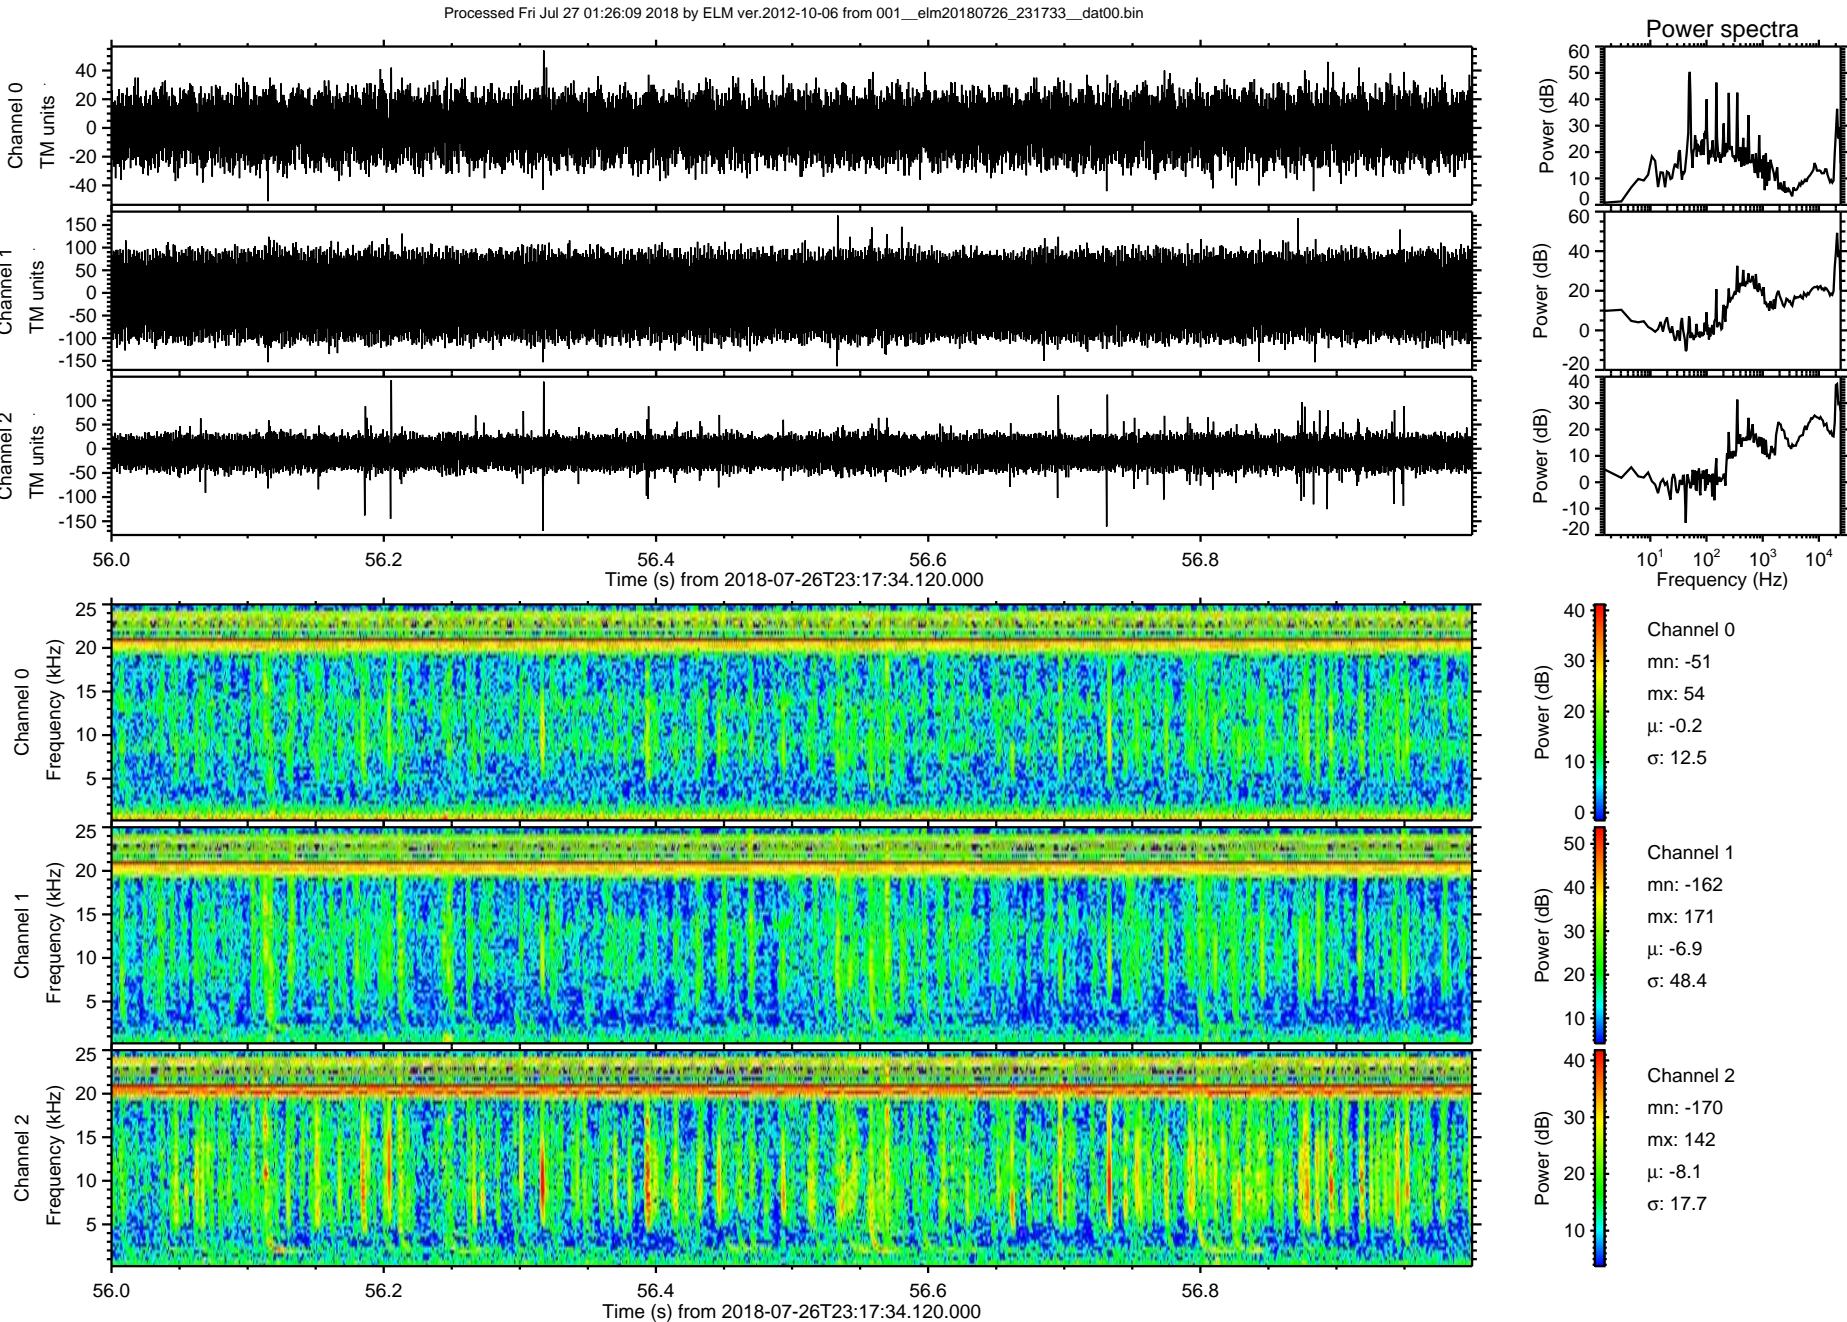 Processed Fri Jul 27 01:26:09 2018 by ELM ver.2012-10-06 from 001__elm20180726_231733__dat00.bin
Power spectra
Channel 0
TM units
40
20
0
-20
-40
Power (dB)
60
50
40
30
20
10
0
Channel 1
TM units
150
100
50
0
-50
-100
-150
Power (dB)
60
40
20
0
-20
Channel 2
TM units
100
50
0
-50
-100
-150
Power (dB)
40
30
20
10
0
-10
-20
56.0 56.2 56.4 56.6 56.8
Time (s) from 2018-07-26T23:17:34.120.000
10^1 10^2 10^3 10^4
Frequency (Hz)
Channel 0
Frequency (kHz)
25
20
15
10
5
Power (dB)
40
30
20
10
0
Channel 0
mn: -51
mx: 54
μ: -0.2
σ: 12.5
Channel 1
Frequency (kHz)
25
20
15
10
5
Power (dB)
50
40
30
20
10
Channel 1
mn: -162
mx: 171
μ: -6.9
σ: 48.4
Channel 2
Frequency (kHz)
25
20
15
10
5
Power (dB)
40
30
20
10
Channel 2
mn: -170
mx: 142
μ: -8.1
σ: 17.7
56.0 56.2 56.4 56.6 56.8
Time (s) from 2018-07-26T23:17:34.120.000